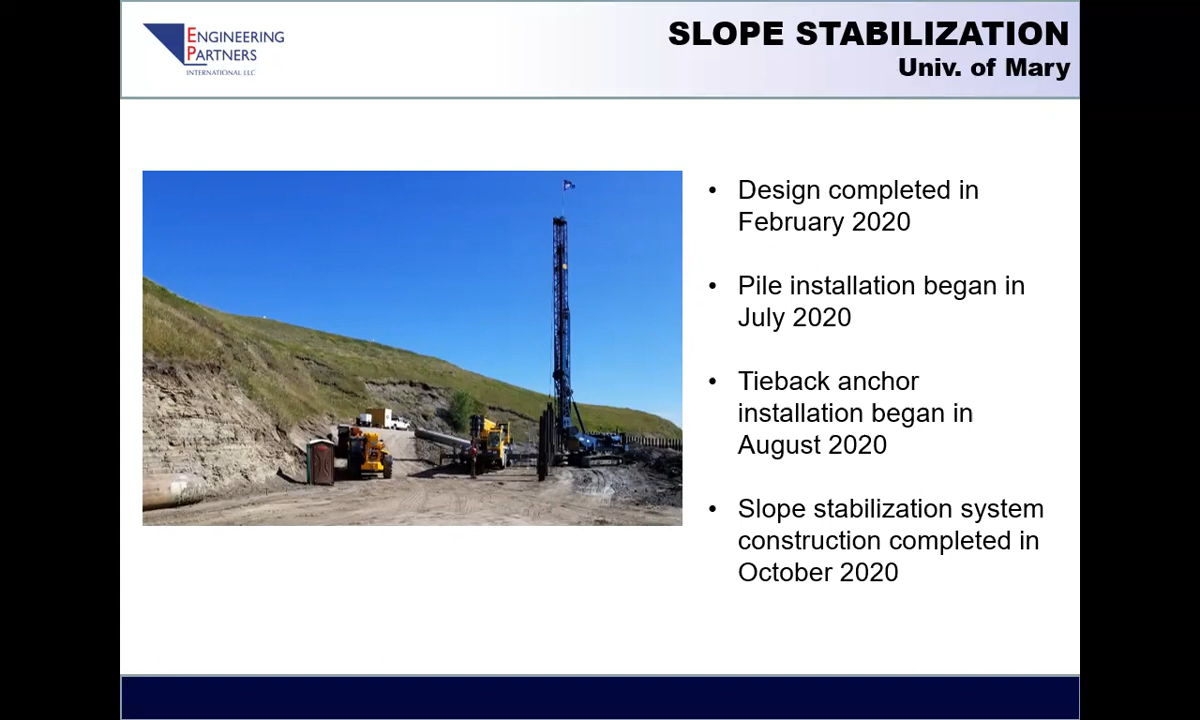 ENGINEERING
PARTNERS
INTERNATIONAL LLC
SLOPE STABILIZATION
Univ. of Mary
• Design completed in
February 2020
• Pile installation began in
July 2020
• Tieback anchor
installation began in
August 2020
• Slope stabilization system
construction completed in
October 2020